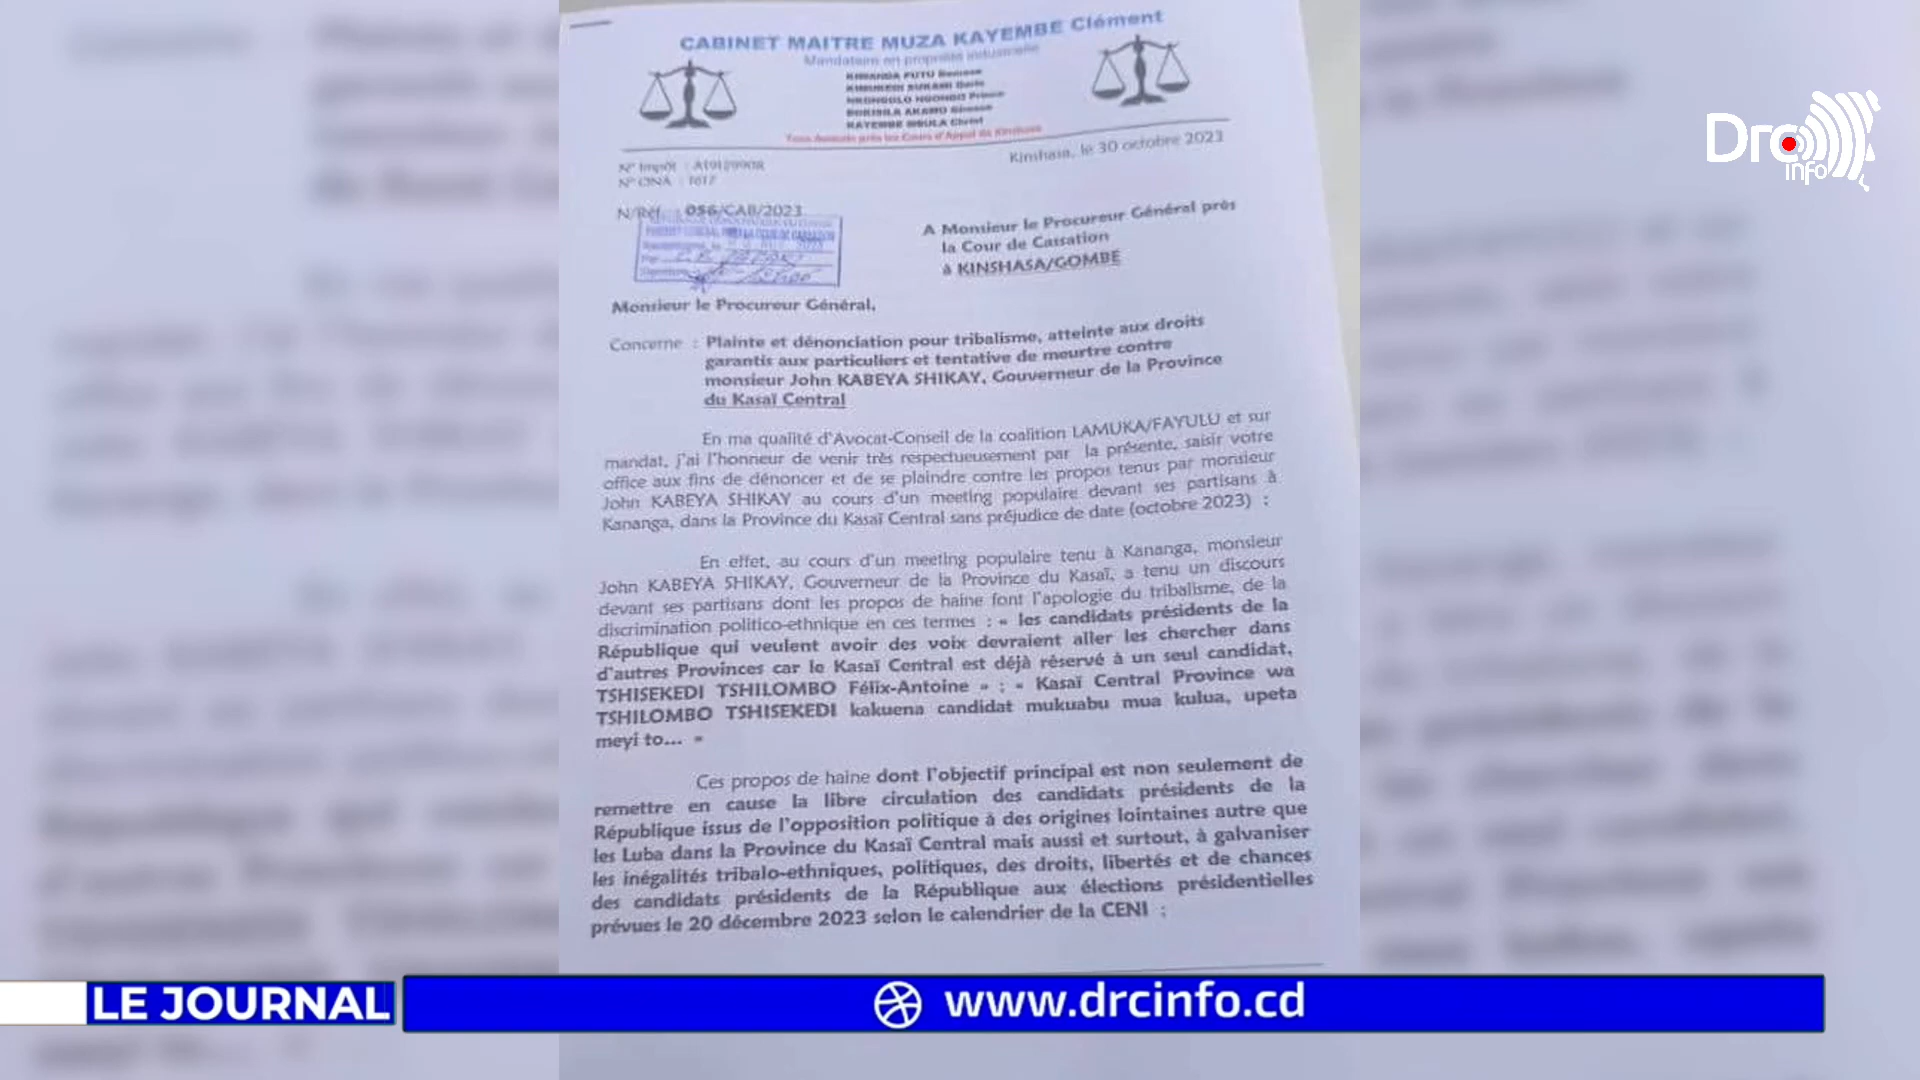 CABINET MAITRE MUZA KAYEMBE Clément
Mandataire en propriété industrielle
Drc
info
Kinshasa, le 30 octobre 2023
N° Impôt :
N° ONA :
N/Réf. : 056/CAB/2023
A Monsieur le Procureur Général près
la Cour de Cassation
à KINSHASA/GOMBE
Monsieur le Procureur Général,
Concerne : Plainte et dénonciation pour tribalisme, atteinte aux droits
garantis aux particuliers et tentative de meurtre contre
monsieur John KABEYA SHIKAY, Gouverneur de la Province
du Kasaï Central
En ma qualité d'Avocat-Conseil de la coalition LAMUKA/FAYULU et sur
mandat, j'ai l'honneur de venir très respectueusement par la présente, saisir votre
office aux fins de dénoncer et de se plaindre contre les propos tenus par monsieur
John KABEYA SHIKAY au cours d'un meeting populaire devant ses partisans à
Kananga, dans la Province du Kasaï Central sans préjudice de date (octobre 2023) :
En effet, au cours d'un meeting populaire tenu à Kananga, monsieur
John KABEYA SHIKAY, Gouverneur de la Province du Kasaï, a tenu un discours
devant ses partisans dont les propos de haine font l'apologie du tribalisme, de la
discrimination politico-ethnique en ces termes : « les candidats présidents de la
République qui veulent avoir des voix devraient aller les chercher dans
d'autres Provinces car le Kasaï Central est déjà réservé à un seul candidat,
TSHISEKEDI TSHILOMBO Félix-Antoine » ; « Kasaï Central Province wa
TSHILOMBO TSHISEKEDI kakuena candidat mukuabu mua kulua, upeta
meyi to... »
Ces propos de haine dont l'objectif principal est non seulement de
remettre en cause la libre circulation des candidats présidents de la
République issus de l'opposition politique à des origines lointaines autre que
les Luba dans la Province du Kasaï Central mais aussi et surtout, à galvaniser
les inégalités tribalo-ethniques, politiques, des droits, libertés et de chances
des candidats présidents de la République aux élections présidentielles
prévues le 20 décembre 2023 selon le calendrier de la CENI :
LE JOURNAL
www.drcinfo.cd